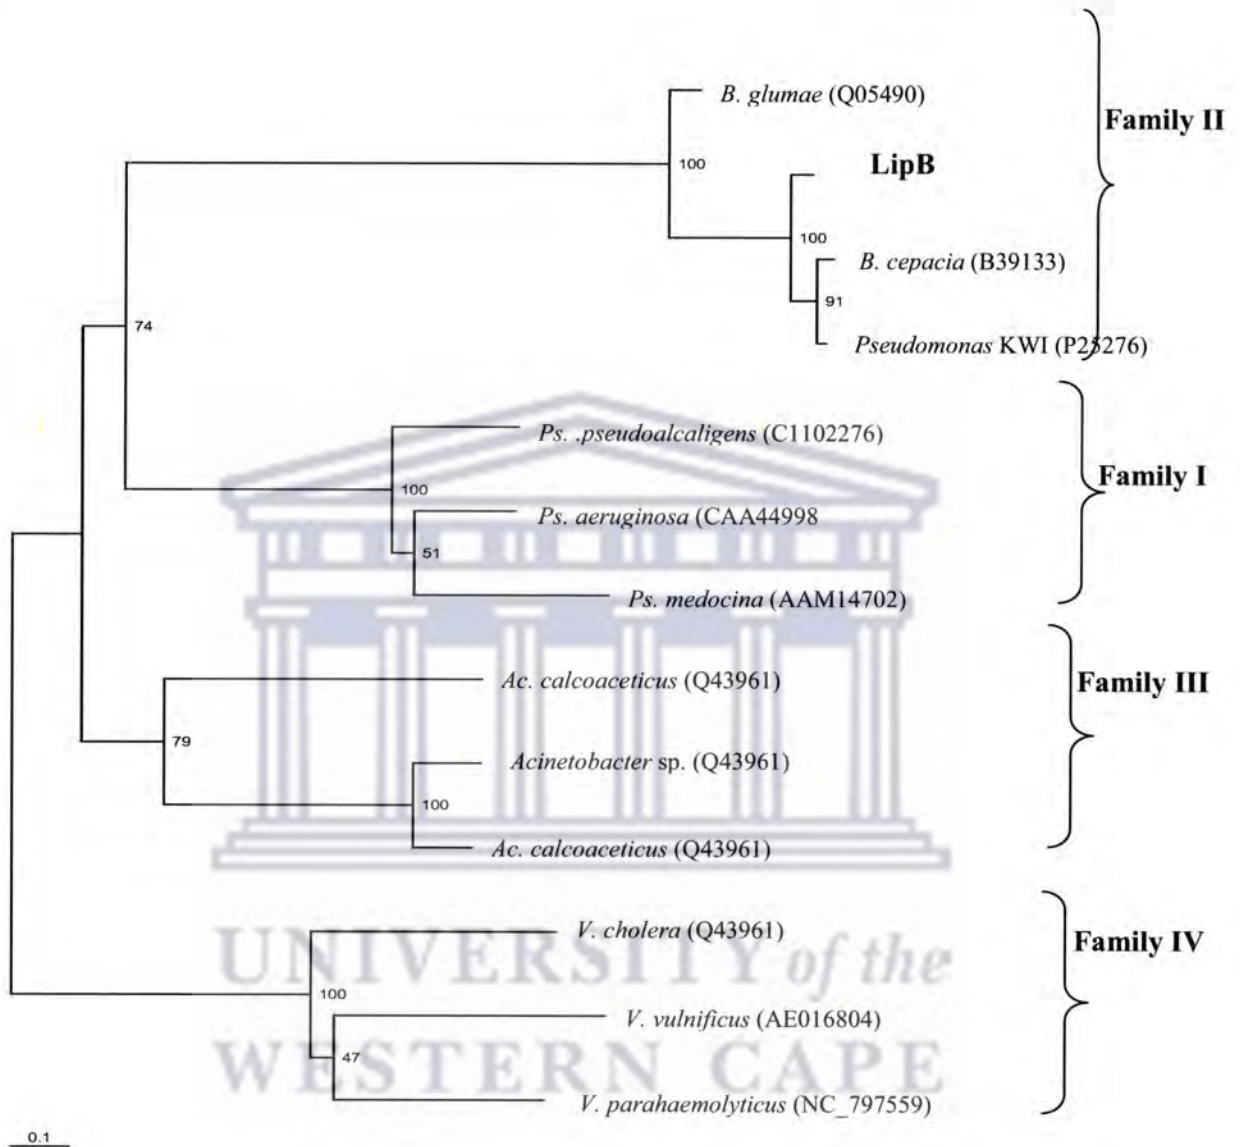 B. glumae (Q05490)
Family II
100
LipB
100
B. cepacia (B39133)
91
74
Pseudomonas KWI (P25276)
Ps. .pseudoalcaligens (C1102276)
Family I
100
Ps. aeruginosa (CAA44998
51
Ps. medocina (AAM14702)
Ac. calcoaceticus (Q43961)
Family III
79
Acinetobacter sp. (Q43961)
100
Ac. calcoaceticus (Q43961)
V. cholera (Q43961)
Family IV
UNIVERSITY of the
100
V. vulnificus (AE016804)
47
WESTERN CAPE
V. parahaemolyticus (NC_797559)
0.1